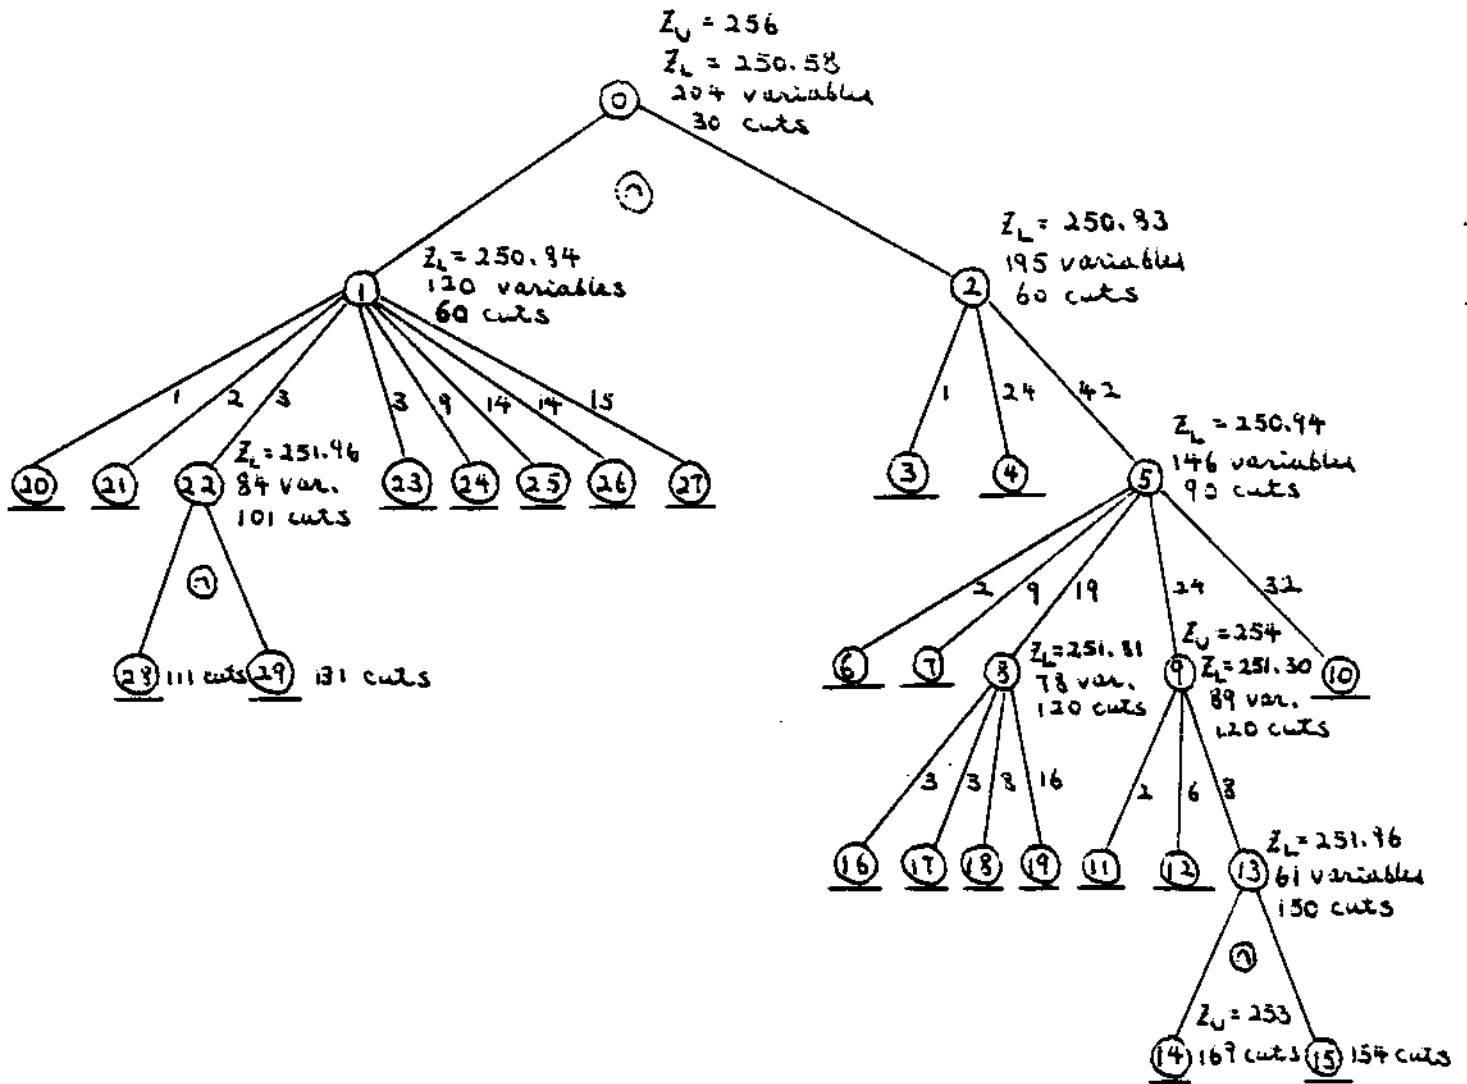 Z_U = 256
Z_L = 250.58
204 variables
30 cuts
0
∩
Z_L = 250.94
120 variables
60 cuts
1
Z_L = 250.93
195 variables
60 cuts
2
1 2 3 3 9 14 14 15
1 24 42
20 21 22 23 24 25 26 27
Z_L = 251.96
84 var.
101 cuts
3 4 5
Z_L = 250.94
146 variables
90 cuts
∩
28 111 cuts 29 131 cuts
2 9 19 24 32
6 7 8 9 10
Z_L = 251.81
78 var.
120 cuts
Z_U = 254
Z_L = 251.30
89 var.
120 cuts
3 3 8 16
2 6 8
16 17 18 19 11 12 13
Z_L = 251.96
61 variables
150 cuts
∩
Z_U = 253
14 169 cuts 15 154 cuts